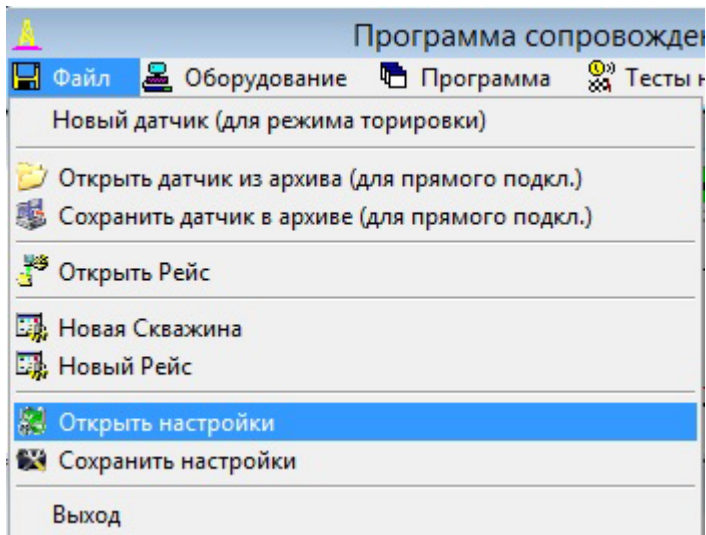 Программа сопровожде
Файл Оборудование Программа Тесты н
Новый датчик (для режима торировки)
Открыть датчик из архива (для прямого подкл.)
Сохранить датчик в архиве (для прямого подкл.)
Открыть Рейс
Новая Скважина
Новый Рейс
Открыть настройки
Сохранить настройки
Выход